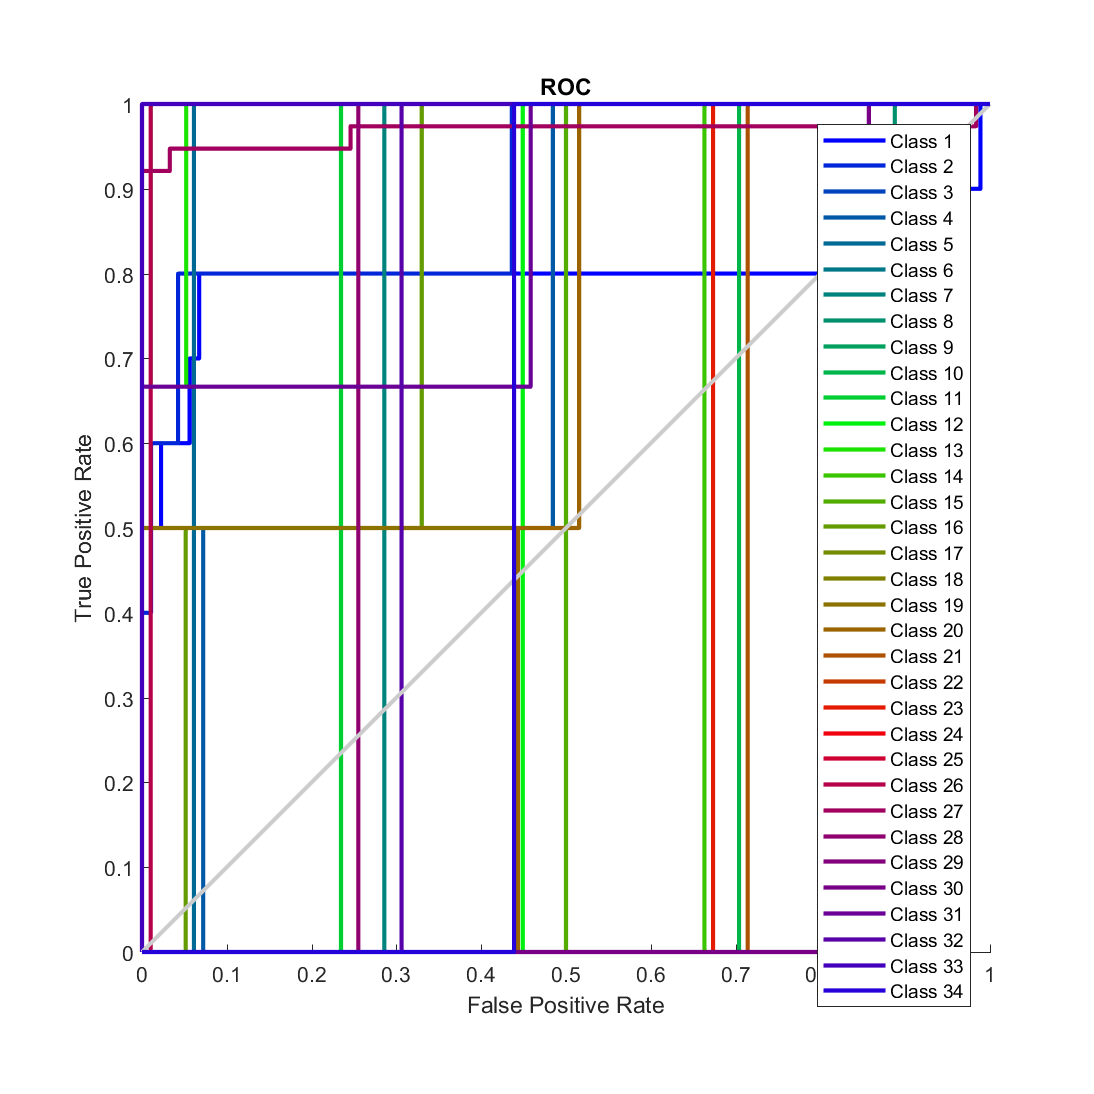 ROC
1
0.9
0.8
0.7
0.6
0.5
0.4
0.3
0.2
0.1
0
True Positive Rate
0 0.1 0.2 0.3 0.4 0.5 0.6 0.7 0. 1
False Positive Rate
Class 1
Class 2
Class 3
Class 4
Class 5
Class 6
Class 7
Class 8
Class 9
Class 10
Class 11
Class 12
Class 13
Class 14
Class 15
Class 16
Class 17
Class 18
Class 19
Class 20
Class 21
Class 22
Class 23
Class 24
Class 25
Class 26
Class 27
Class 28
Class 29
Class 30
Class 31
Class 32
Class 33
Class 34